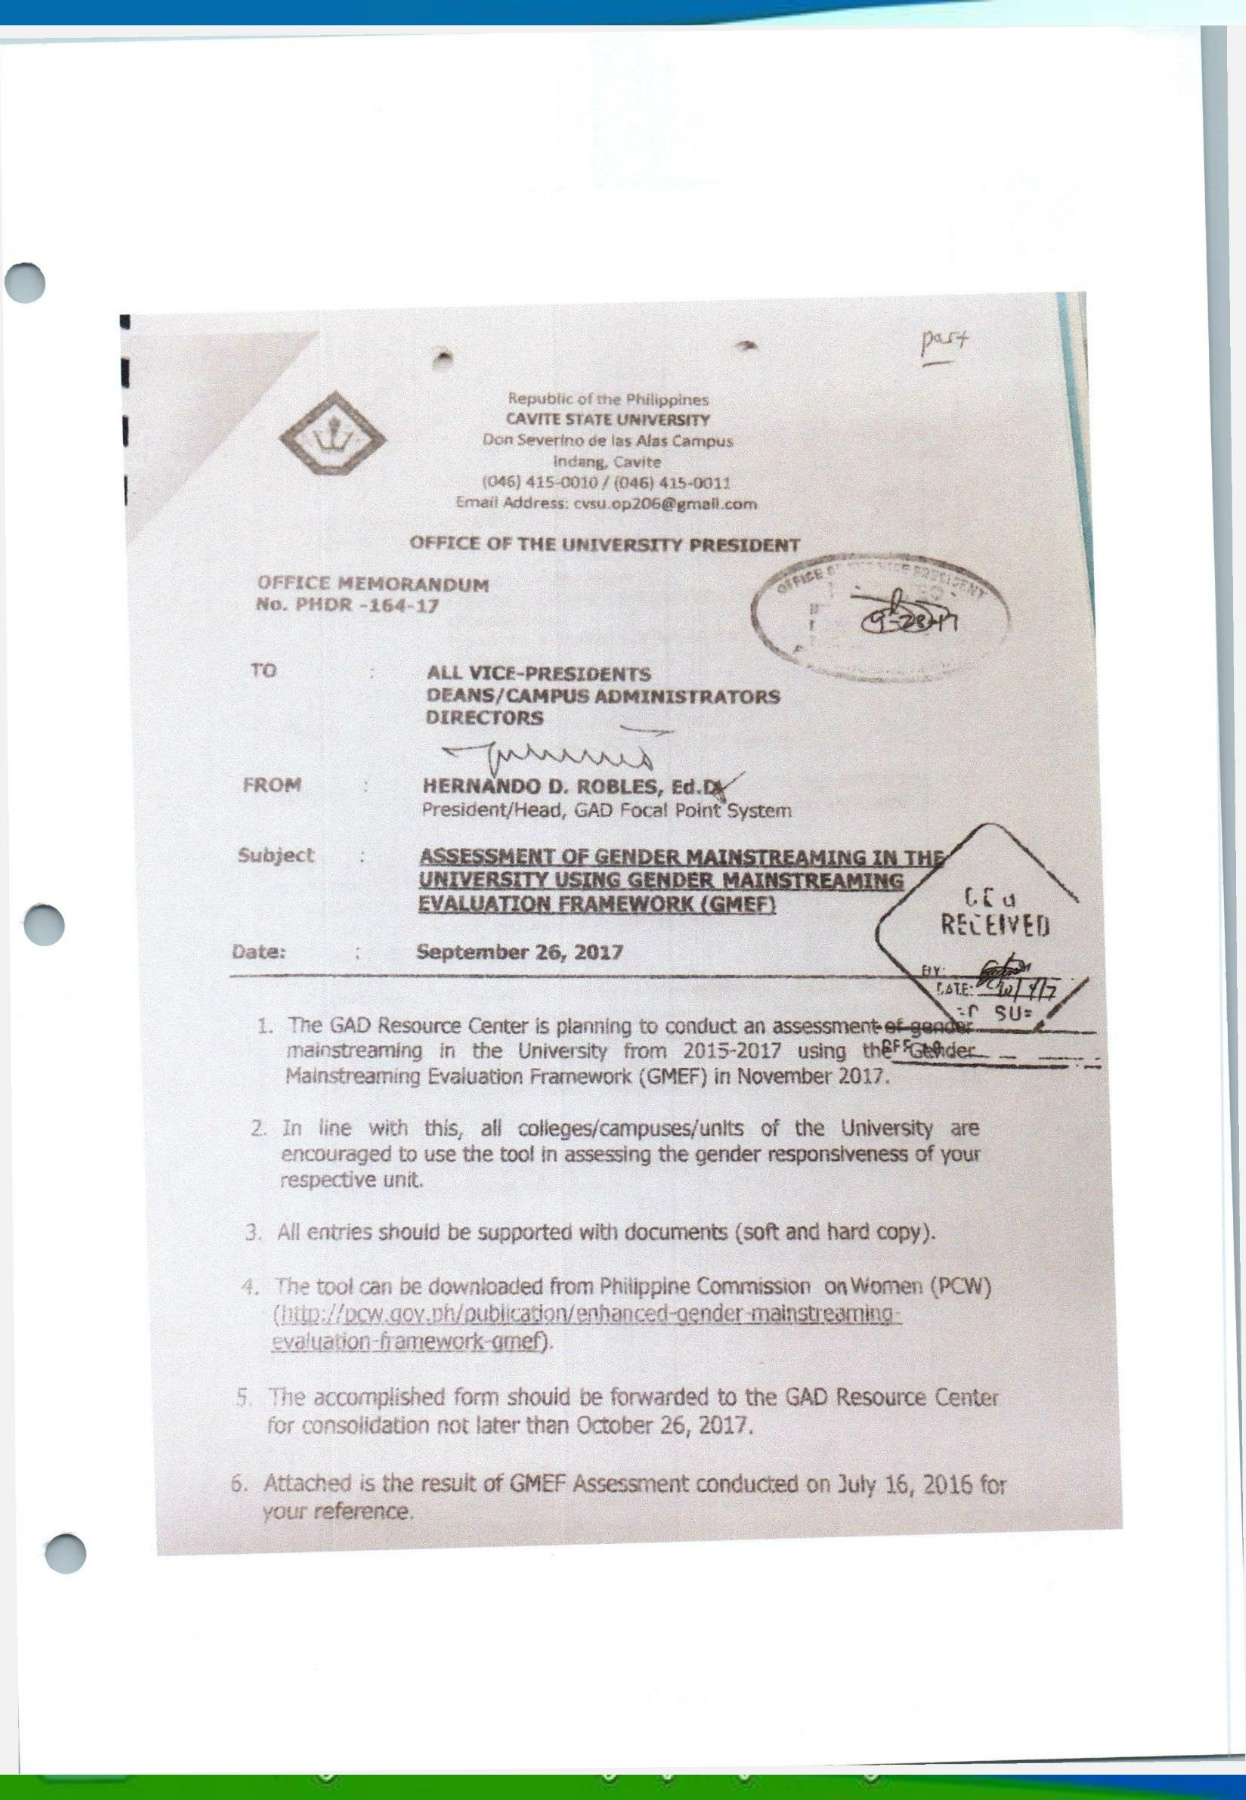 part
Republic of the Philippines
CAVITE STATE UNIVERSITY
Don Severino de las Alas Campus
Indang, Cavite
(046) 415-0010 / (046) 415-0011
Email Address: cvsu.op206@gmail.com
OFFICE OF THE UNIVERSITY PRESIDENT
OFFICE MEMORANDUM
No. PHDR -164-17
OFFICE VICE PRESIDENT
9-28-17
TO : ALL VICE-PRESIDENTS
DEANS/CAMPUS ADMINISTRATORS
DIRECTORS
FROM : HERNANDO D. ROBLES, Ed.D.
President/Head, GAD Focal Point System
Subject : ASSESSMENT OF GENDER MAINSTREAMING IN THE
UNIVERSITY USING GENDER MAINSTREAMING
EVALUATION FRAMEWORK (GMEF)
RECEIVED
BY:
DATE:
Date: : September 26, 2017
1. The GAD Resource Center is planning to conduct an assessment of gender
mainstreaming in the University from 2015-2017 using the Gender
Mainstreaming Evaluation Framework (GMEF) in November 2017.
2. In line with this, all colleges/campuses/units of the University are
encouraged to use the tool in assessing the gender responsiveness of your
respective unit.
3. All entries should be supported with documents (soft and hard copy).
4. The tool can be downloaded from Philippine Commission on Women (PCW)
(http://pcw.gov.ph/publication/enhanced-gender-mainstreaming-
evaluation-framework-gmef).
5. The accomplished form should be forwarded to the GAD Resource Center
for consolidation not later than October 26, 2017.
6. Attached is the result of GMEF Assessment conducted on July 16, 2016 for
your reference.